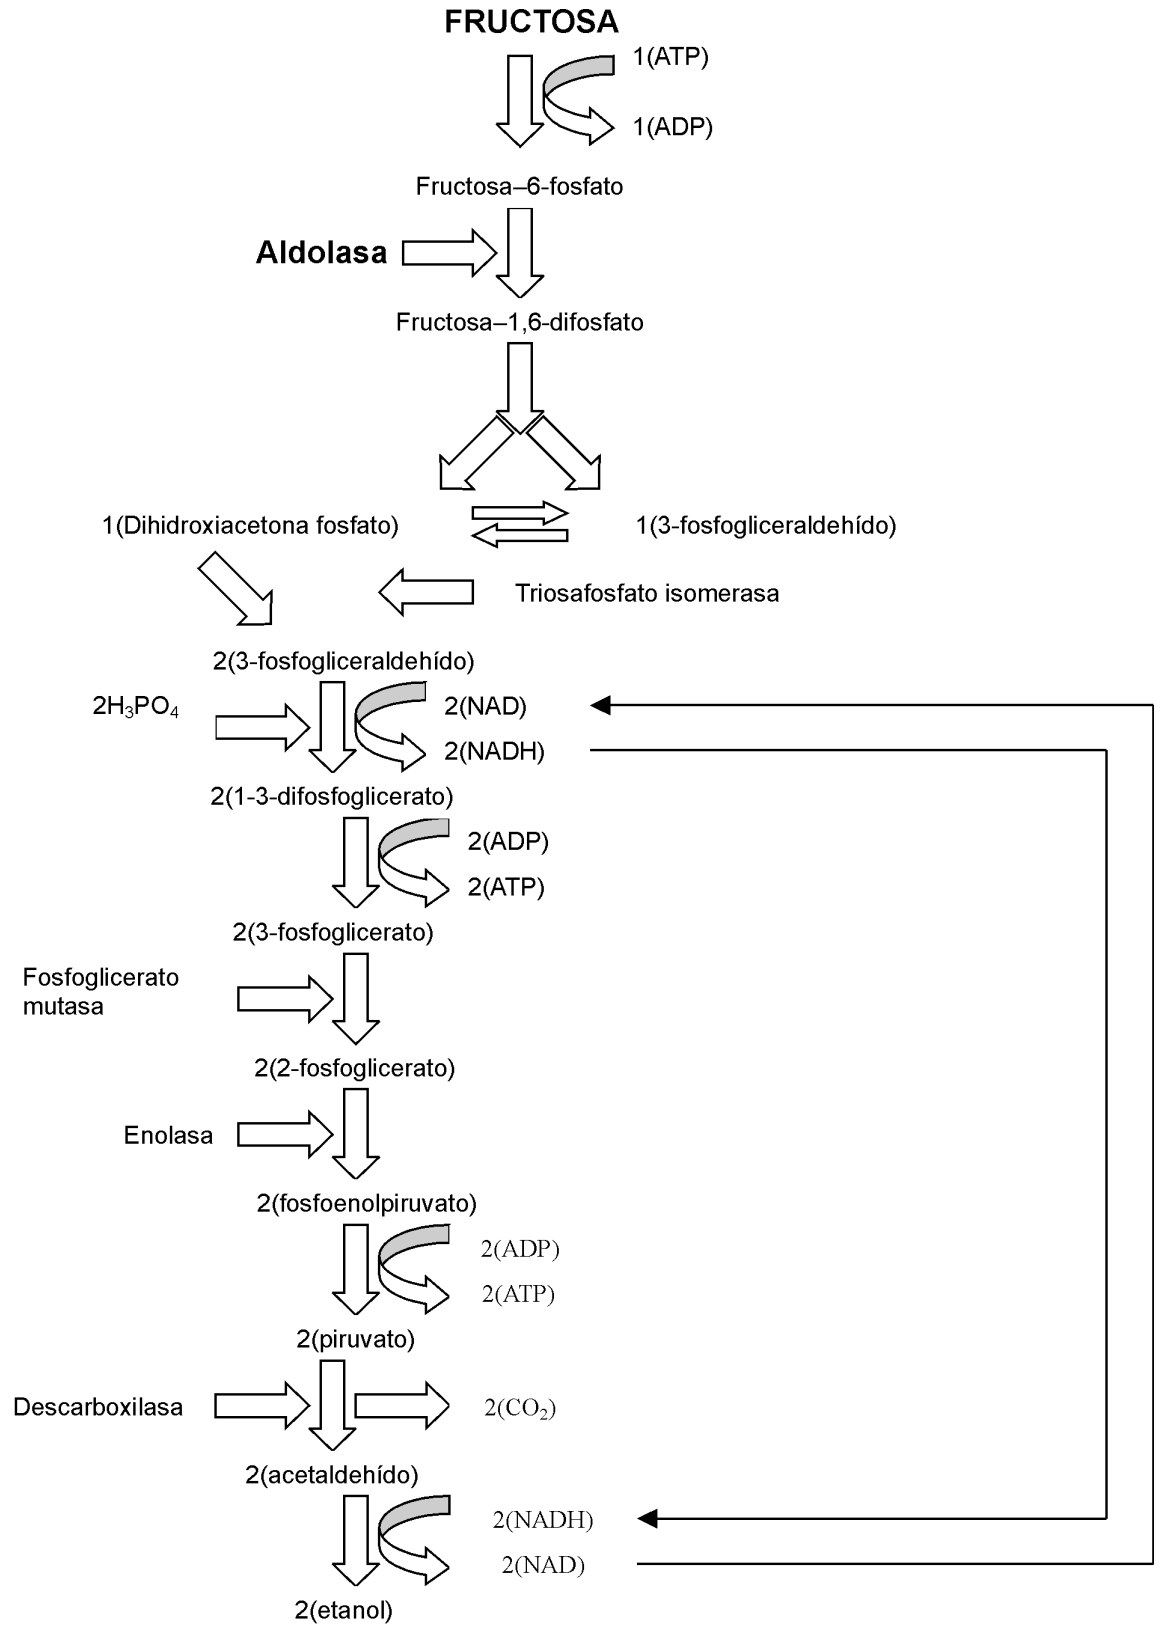 FRUCTOSA
1(ATP)
1(ADP)
Fructosa–6-fosfato
Aldolasa
Fructosa–1,6-difosfato
1(Dihidroxiacetona fosfato)
1(3-fosfogliceraldehído)
Triosafosfato isomerasa
2(3-fosfogliceraldehído)
2H₃PO₄
2(NAD)
2(NADH)
2(1-3-difosfoglicerato)
2(ADP)
2(ATP)
2(3-fosfoglicerato)
Fosfoglicerato
mutasa
2(2-fosfoglicerato)
Enolasa
2(fosfoenolpiruvato)
2(ADP)
2(ATP)
2(piruvato)
Descarboxilasa
2(CO₂)
2(acetaldehído)
2(NADH)
2(NAD)
2(etanol)